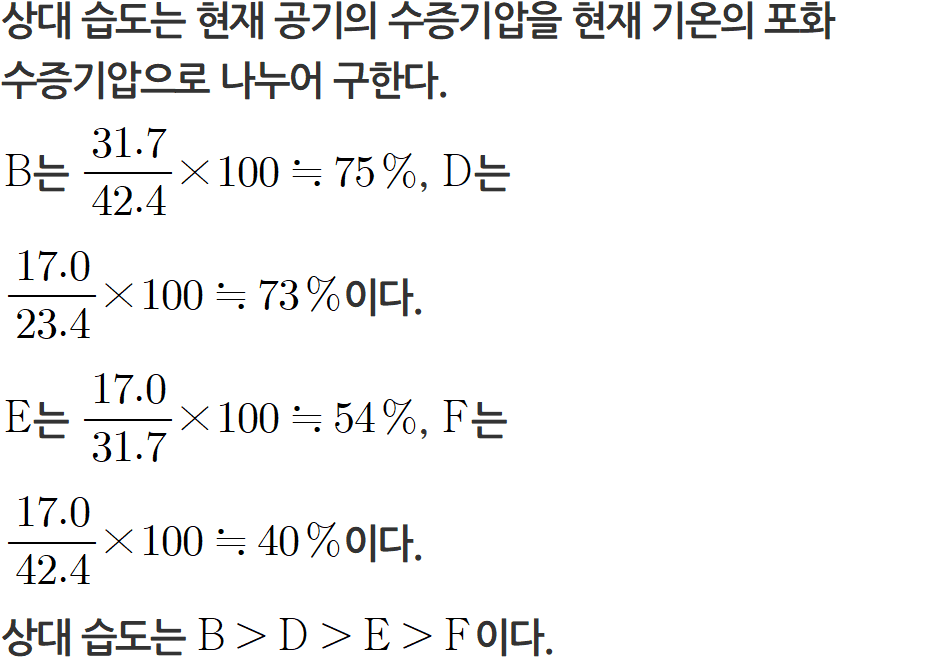 상대 습도는 현재 공기의 수증기압을 현재 기온의 포화
수증기압으로 나누어 구한다.
B는 \frac{31.7}{42.4}×100≒75%, D는
\frac{17.0}{23.4}×100≒73%이다.
E는 \frac{17.0}{31.7}×100≒54%, F는
\frac{17.0}{42.4}×100≒40%이다.
상대 습도는 B>D>E>F이다.